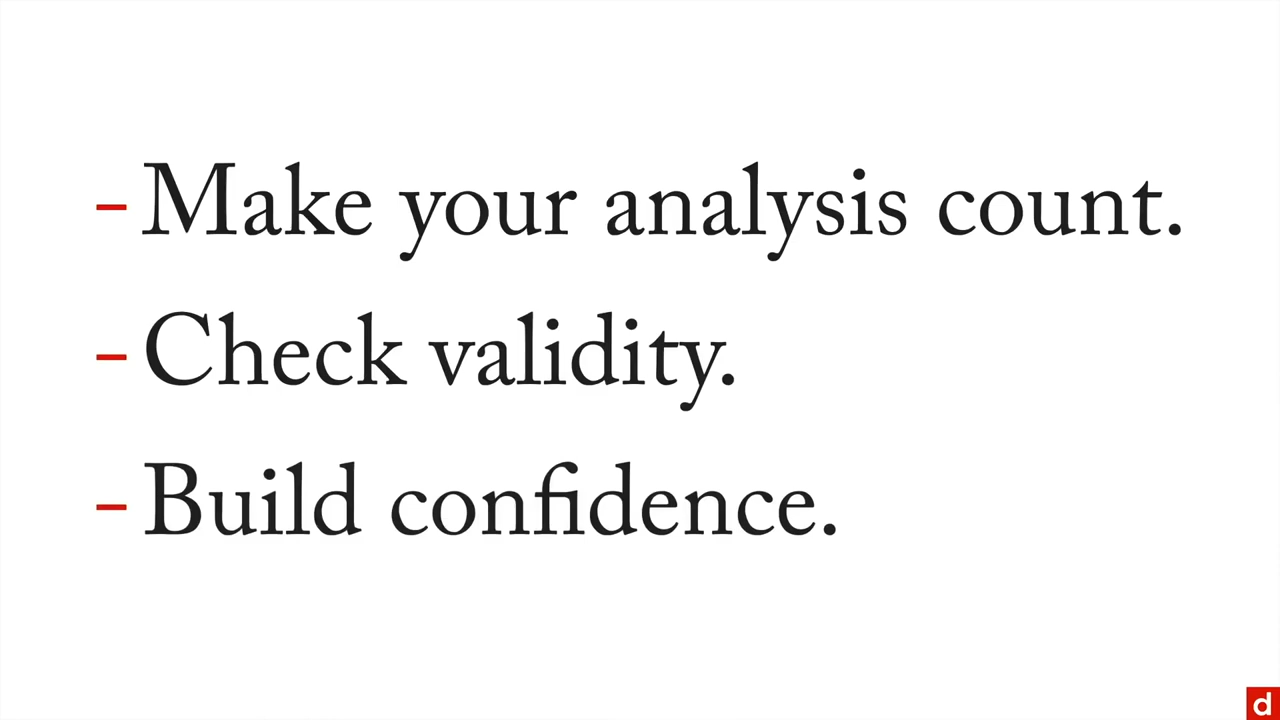 - Make your analysis count.
- Check validity.
- Build confidence.
d